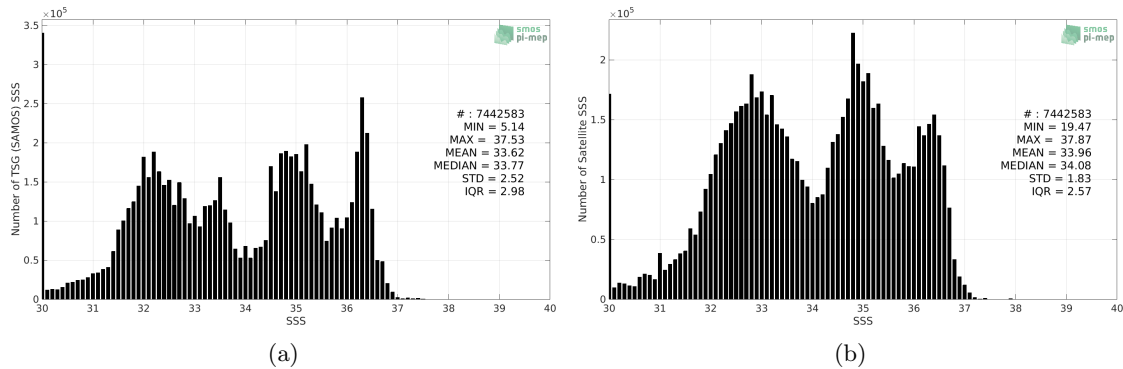 ×10⁵
3.5
3
2.5
2
1.5
1
0.5
0
Number of TSG (SAMOS) SSS
30 31 32 33 34 35 36 37 38 39 40
SSS
smos
pi-mep
# : 7442583
MIN = 5.14
MAX = 37.53
MEAN = 33.62
MEDIAN = 33.77
STD = 2.52
IQR = 2.98
(a)
×10⁵
2
1.5
1
0.5
0
Number of Satellite SSS
30 31 32 33 34 35 36 37 38 39 40
SSS
smos
pi-mep
# : 7442583
MIN = 19.47
MAX = 37.87
MEAN = 33.96
MEDIAN = 34.08
STD = 1.83
IQR = 2.57
(b)